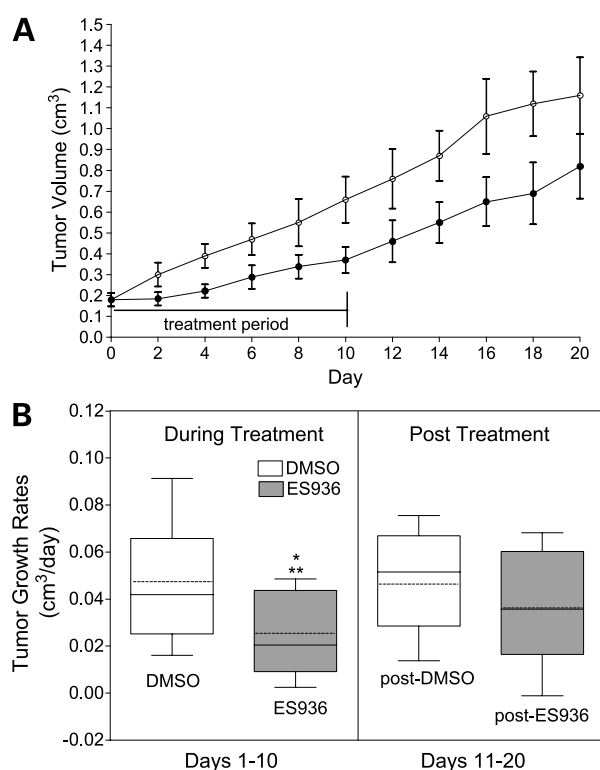 A
Tumor Volume (cm³)
1.5
1.4
1.3
1.2
1.1
1.0
0.9
0.8
0.7
0.6
0.5
0.4
0.3
0.2
0.1
0.0
treatment period
0 2 4 6 8 10 12 14 16 18 20
Day
B
Tumor Growth Rates
(cm³/day)
0.12
0.10
0.08
0.06
0.04
0.02
0.00
-0.02
During Treatment
DMSO
ES936
*
**
DMSO
ES936
Days 1-10
Post Treatment
post-DMSO
post-ES936
Days 11-20